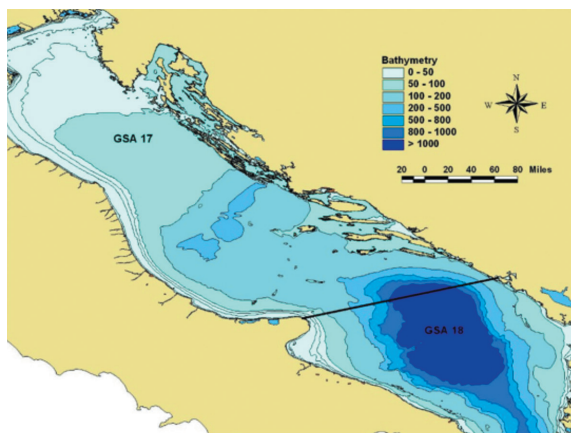 Bathymetry
0 - 50
50 - 100
100 - 200
200 - 500
500 - 800
800 - 1000
> 1000
N
W E
S
20 0 20 40 60 80 Miles
GSA 17
GSA 18